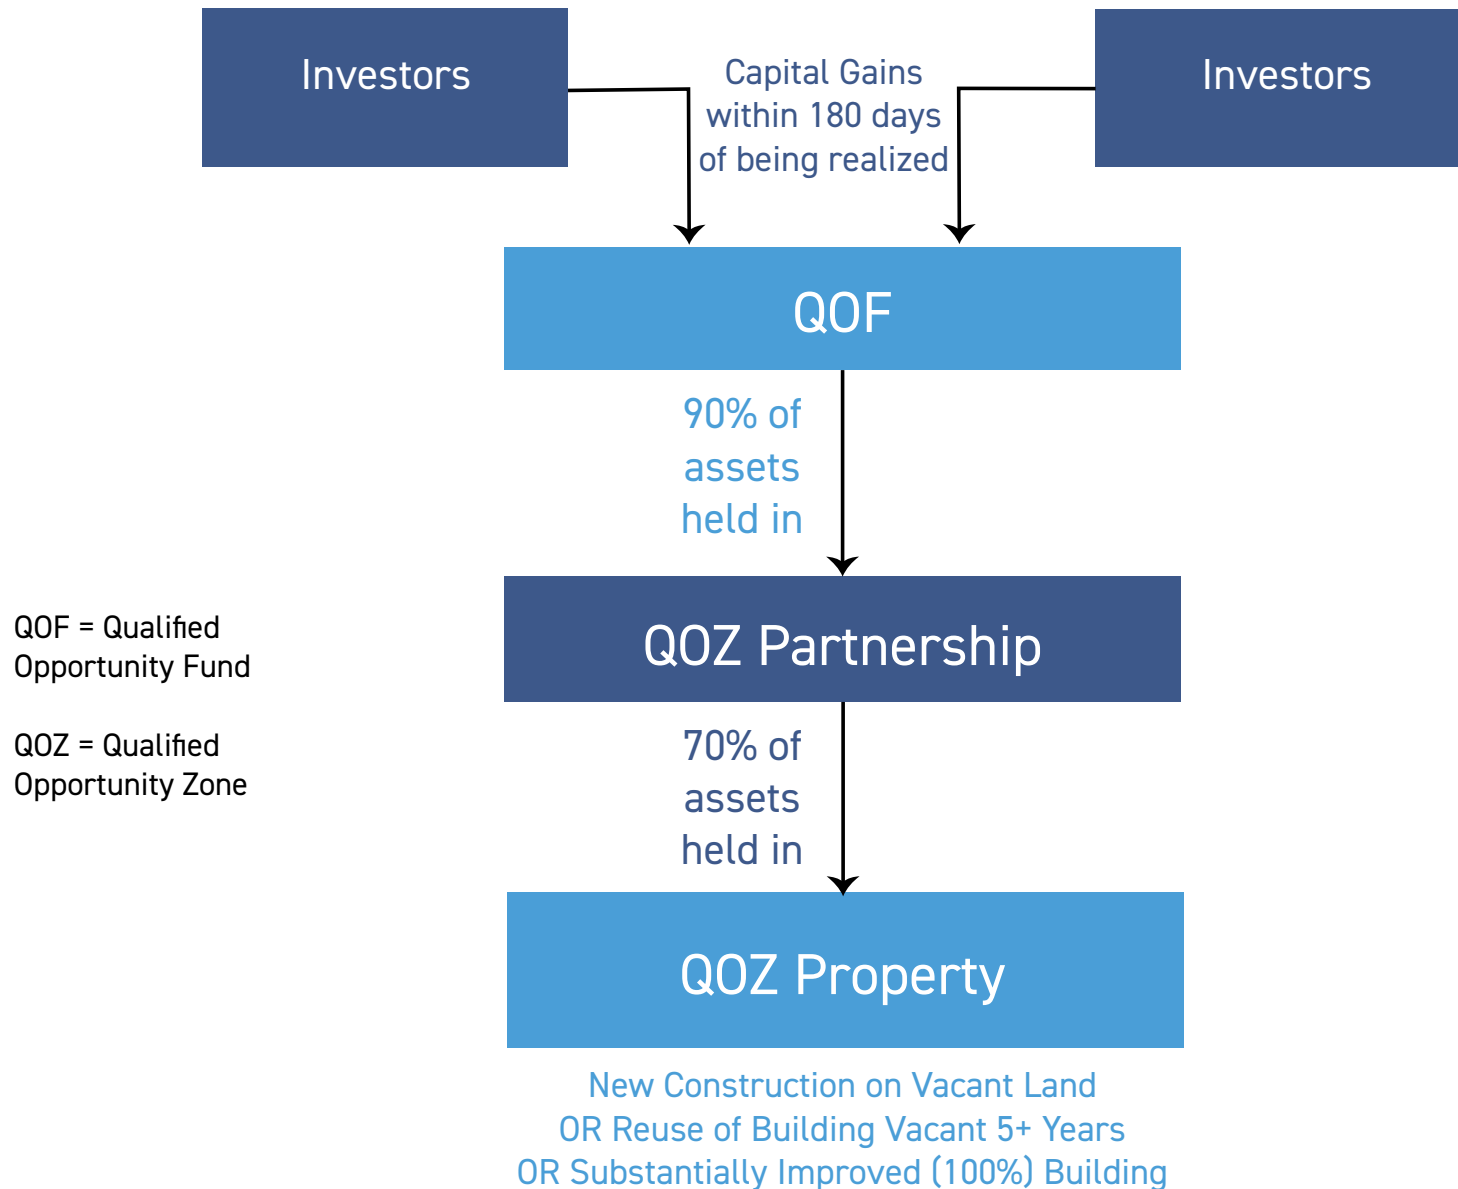 Investors
Capital Gains
within 180 days
of being realized
Investors
QOF
90% of
assets
held in
QOZ Partnership
QOF = Qualified
Opportunity Fund
QOZ = Qualified
Opportunity Zone
70% of
assets
held in
QOZ Property
New Construction on Vacant Land
OR Reuse of Building Vacant 5+ Years
OR Substantially Improved (100%) Building